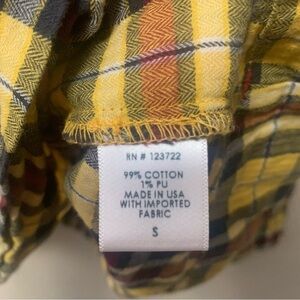 RN # 123722
99% COTTON
1% PU
MADE IN USA
WITH IMPORTED
FABRIC
S